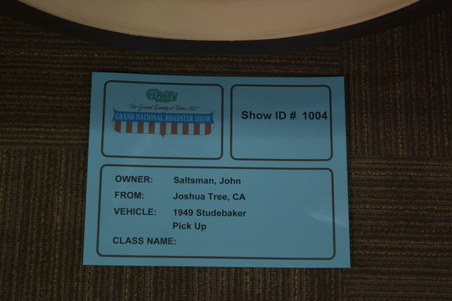 "The Grand Daddy of Them All"
GRAND NATIONAL ROADSTER SHOW
Show ID # 1004
OWNER: Saltsman, John
FROM: Joshua Tree, CA
VEHICLE: 1949 Studebaker
Pick Up
CLASS NAME: